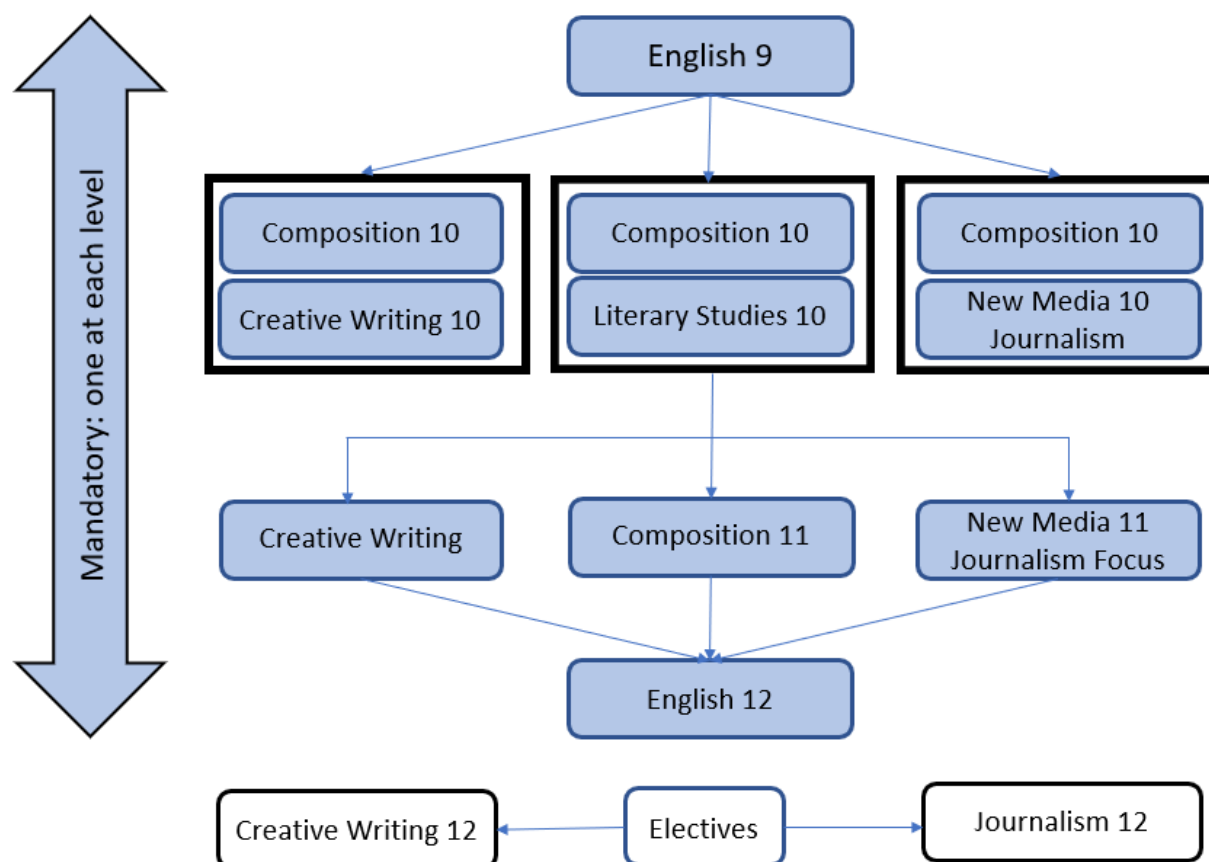 Mandatory: one at each level
English 9
Composition 10
Creative Writing 10
Composition 10
Literary Studies 10
Composition 10
New Media 10
Journalism
Creative Writing
Composition 11
New Media 11
Journalism Focus
English 12
Creative Writing 12
Electives
Journalism 12